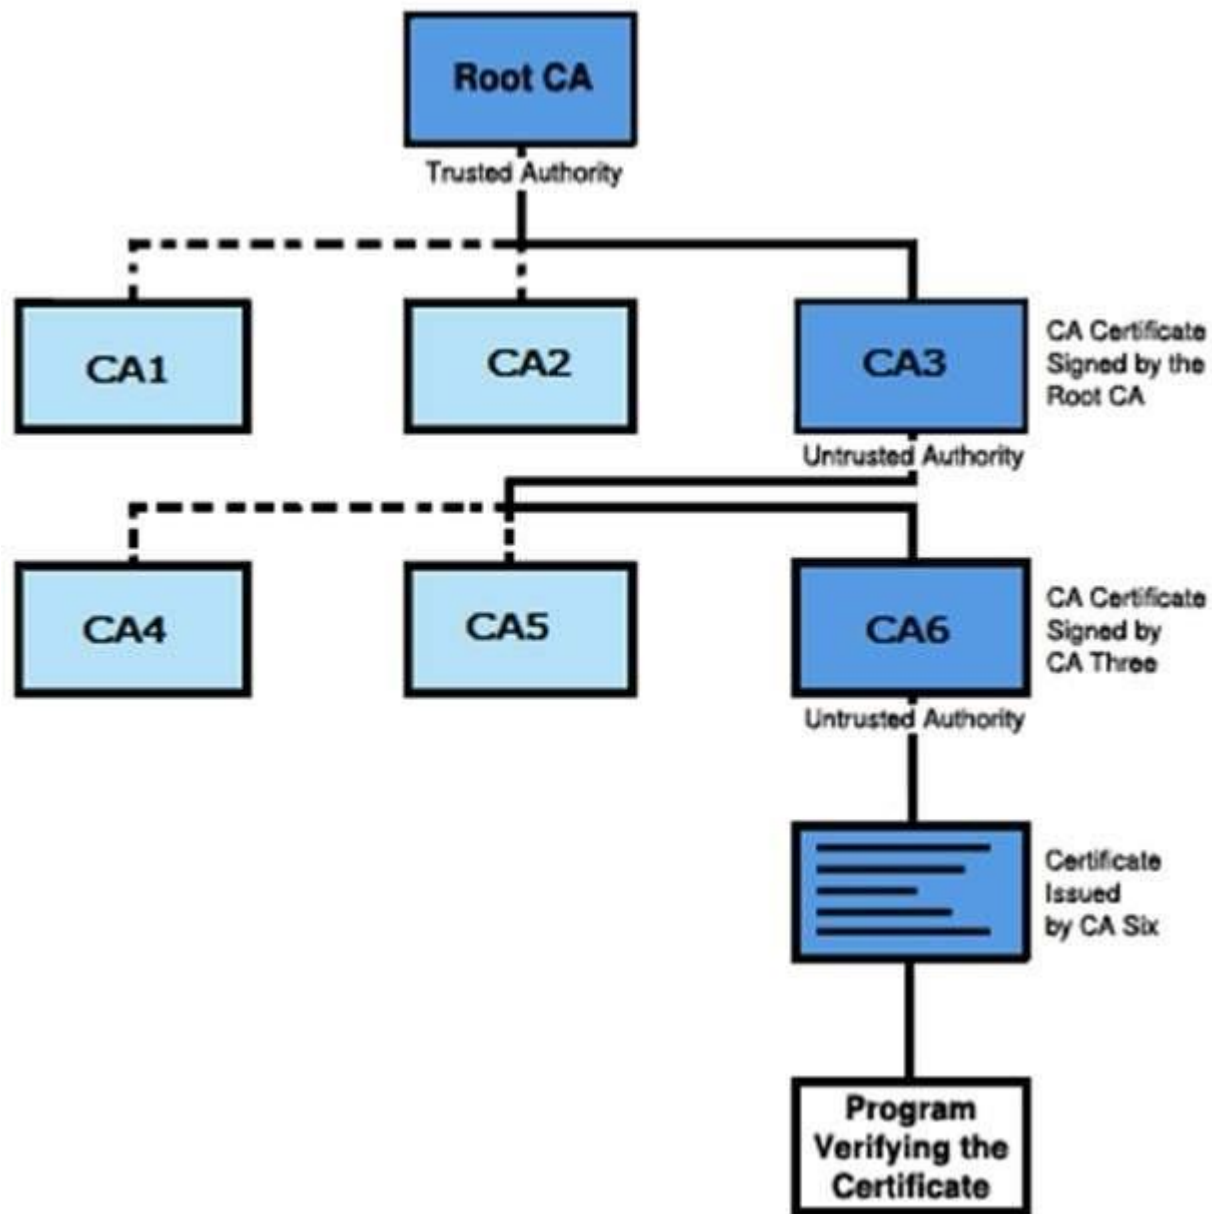 Root CA
Trusted Authority
CA1
CA2
CA3
CA Certificate
Signed by the
Root CA
Untrusted Authority
CA4
CA5
CA6
CA Certificate
Signed by
CA Three
Untrusted Authority
Certificate
Issued
by CA Six
Program
Verifying the
Certificate